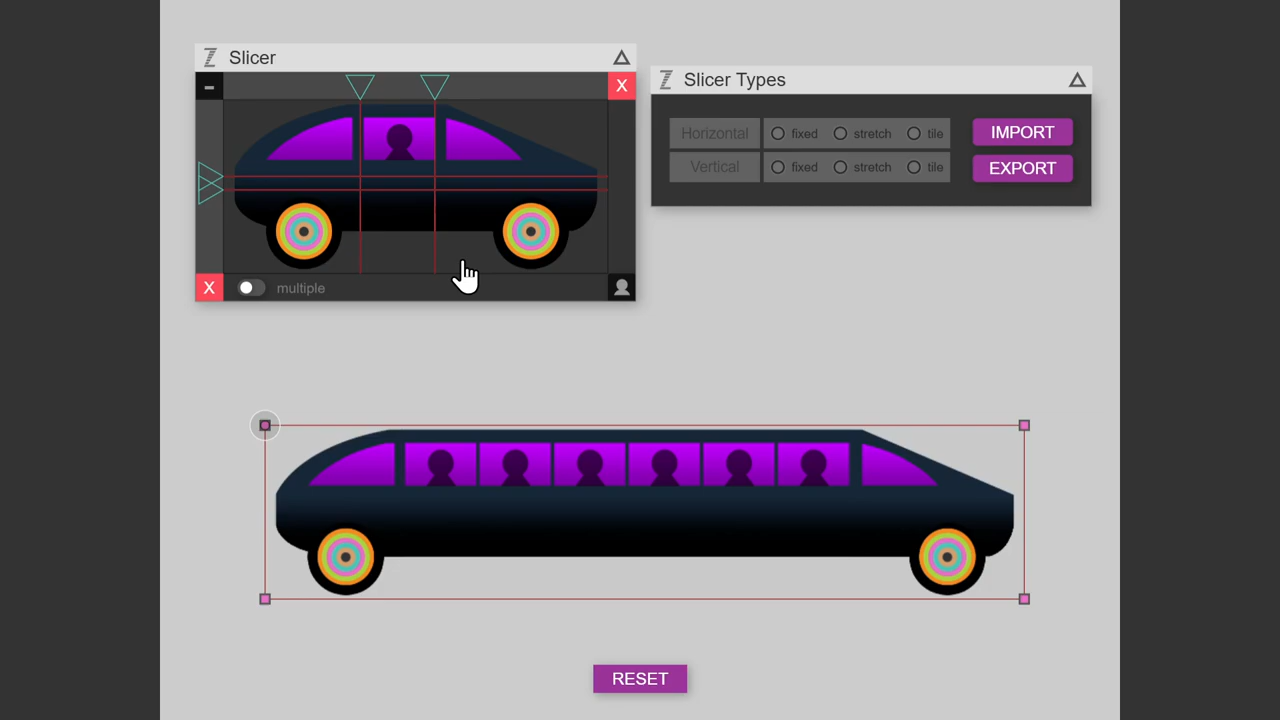 Slicer
X
Slicer Types
Horizontal fixed stretch tile IMPORT
Vertical fixed stretch tile EXPORT
X multiple
RESET